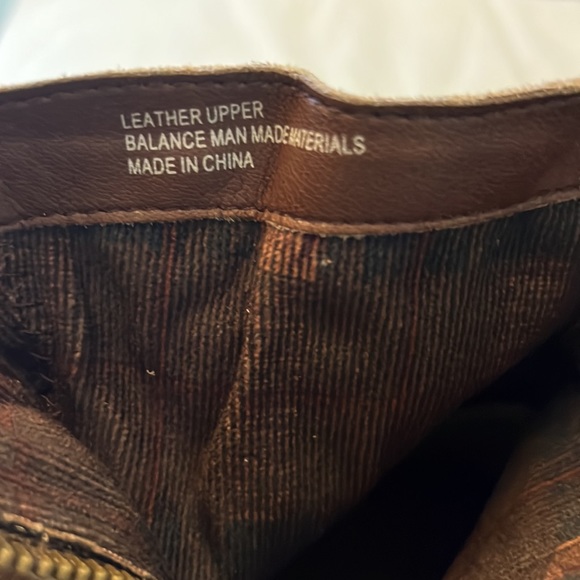 LEATHER UPPER
BALANCE MAN MADE MATERIALS
MADE IN CHINA